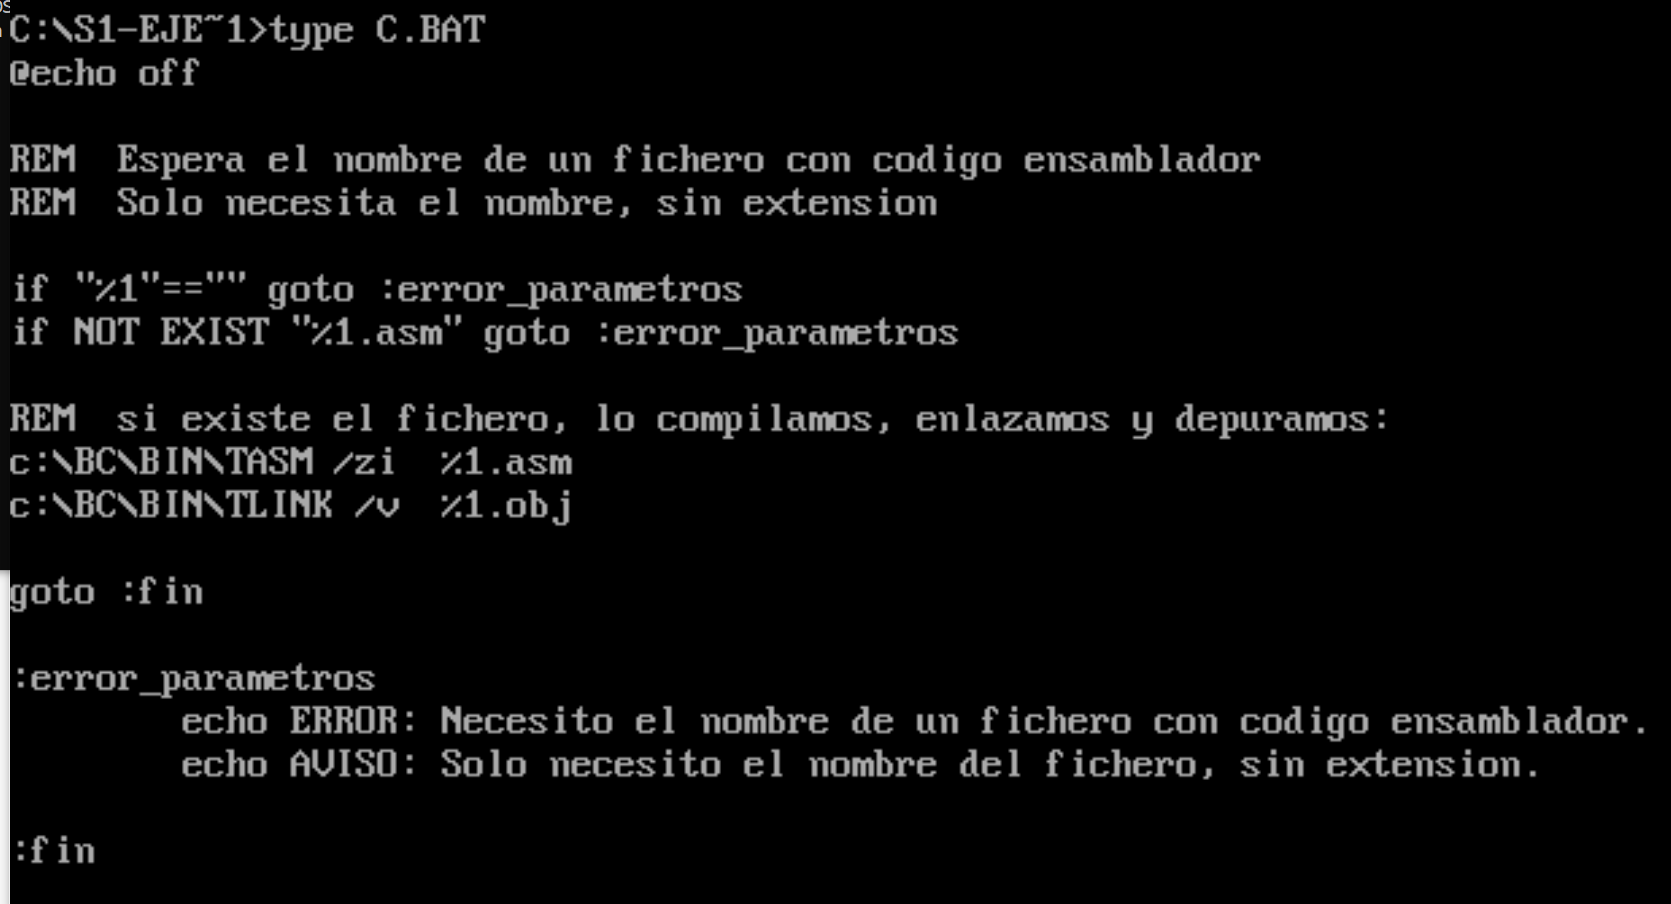 C:\S1-EJE~1>type C.BAT
@echo off
REM  Espera el nombre de un fichero con codigo ensamblador
REM  Solo necesita el nombre, sin extension
if "%1"=="" goto :error_parametros
if NOT EXIST "%1.asm" goto :error_parametros
REM  si existe el fichero, lo compilamos, enlazamos y depuramos:
c:\BC\BIN\TASM /zi  %1.asm
c:\BC\BIN\TLINK /v  %1.obj
goto :fin
:error_parametros
        echo ERROR: Necesito el nombre de un fichero con codigo ensamblador.
        echo AVISO: Solo necesito el nombre del fichero, sin extension.
:fin